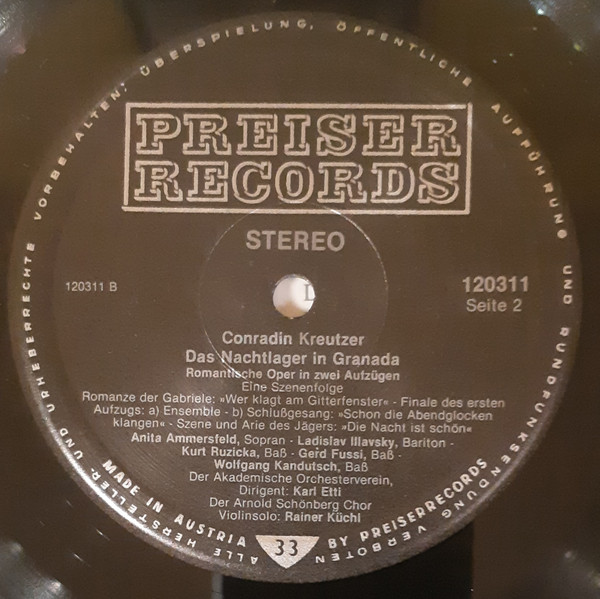 ALLE HERSTELLER- UND URHEBERRECHTE VORBEHALTEN; ÜBERSPIELUNG, ÖFFENTLICHE AUFFÜHRUNG UND RUNDFUNKSENDUNG VERBOTEN
PREISER
RECORDS
STEREO
120311 B
120311
Seite 2
Conradin Kreutzer
Das Nachtlager in Granada
Romantische Oper in zwei Aufzügen
Eine Szenenfolge
Romanze der Gabriele: »Wer klagt am Gitterfenster« - Finale des ersten
Aufzugs: a) Ensemble - b) Schlußgesang: »Schon die Abendglocken
klangen« - Szene und Arie des Jägers: »Die Nacht ist schön«
Anita Ammersfeld, Sopran - Ladislav Illavsky, Bariton -
Kurt Ruzicka, Baß - Gerd Fussi, Baß -
Wolfgang Kandutsch, Baß
Der Akademische Orchesterverein,
Dirigent: Karl Etti
Der Arnold Schönberg Chor
Violinsolo: Rainer Küchl
MADE IN AUSTRIA 33 BY PREISERRECORDS